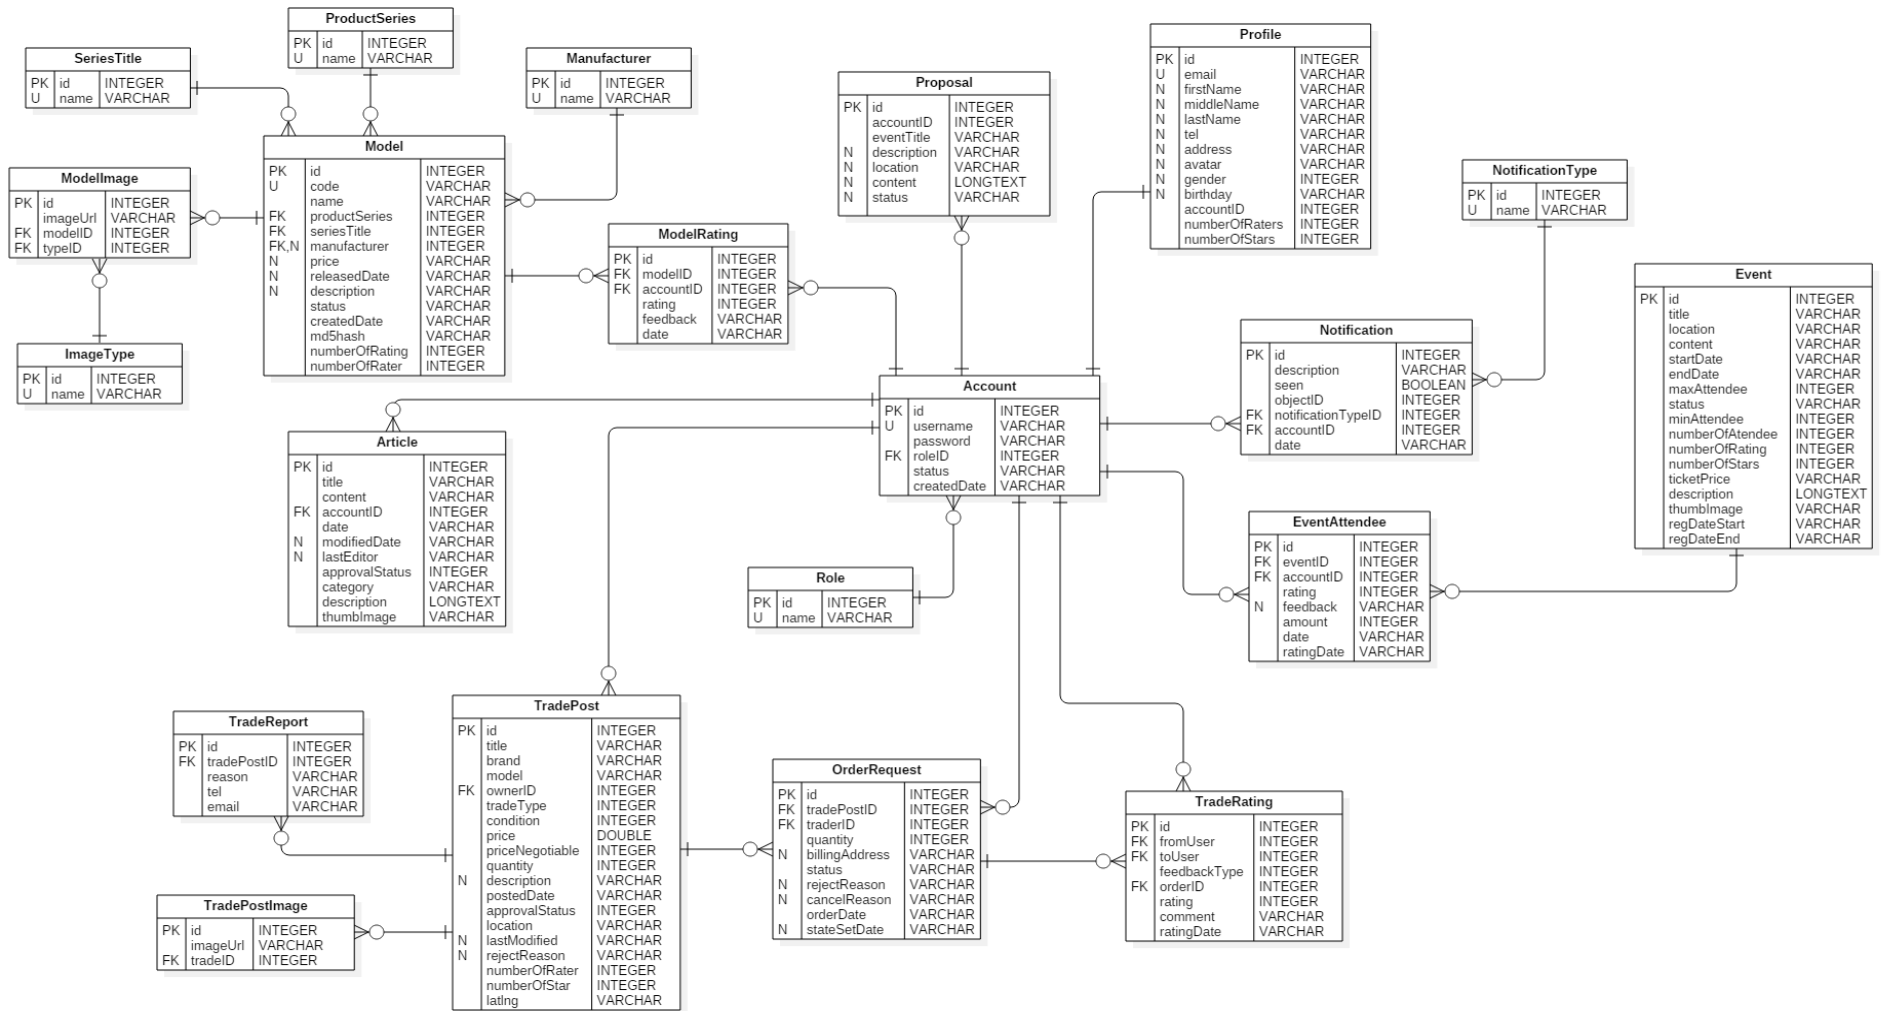 ProductSeries
PK id INTEGER
U name VARCHAR
SeriesTitle
PK id INTEGER
U name VARCHAR
Manufacturer
PK id INTEGER
U name VARCHAR
Proposal
PK id INTEGER
accountID INTEGER
eventTitle VARCHAR
N description VARCHAR
N location VARCHAR
N content LONGTEXT
N status VARCHAR
Profile
PK id INTEGER
U email VARCHAR
N firstName VARCHAR
N middleName VARCHAR
N lastName VARCHAR
N tel VARCHAR
N address VARCHAR
N avatar VARCHAR
N gender INTEGER
N birthday VARCHAR
accountID INTEGER
numberOfRaters INTEGER
numberOfStars INTEGER
NotificationType
PK id INTEGER
U name VARCHAR
ModelImage
PK id INTEGER
imageUrl VARCHAR
FK modelID INTEGER
FK typeID INTEGER
Model
PK id INTEGER
U code VARCHAR
name VARCHAR
FK productSeries INTEGER
FK seriesTitle INTEGER
FK,N manufacturer INTEGER
N price VARCHAR
N releasedDate VARCHAR
N description VARCHAR
status VARCHAR
createdDate VARCHAR
md5hash VARCHAR
numberOfRating INTEGER
numberOfRater INTEGER
ModelRating
PK id INTEGER
FK modelID INTEGER
FK accountID INTEGER
rating INTEGER
feedback VARCHAR
date VARCHAR
ImageType
PK id INTEGER
U name VARCHAR
Event
PK id INTEGER
title VARCHAR
location VARCHAR
content VARCHAR
startDate VARCHAR
endDate VARCHAR
maxAttendee INTEGER
status VARCHAR
minAttendee INTEGER
numberOfAtendee INTEGER
numberOfRating INTEGER
numberOfStars INTEGER
ticketPrice VARCHAR
description LONGTEXT
thumbImage VARCHAR
regDateStart VARCHAR
regDateEnd VARCHAR
Notification
PK id INTEGER
description VARCHAR
seen BOOLEAN
objectID INTEGER
FK notificationTypeID INTEGER
FK accountID INTEGER
date VARCHAR
Account
PK id INTEGER
U username VARCHAR
password VARCHAR
FK roleID INTEGER
status VARCHAR
createdDate VARCHAR
Article
PK id INTEGER
title VARCHAR
content VARCHAR
FK accountID INTEGER
date VARCHAR
N modifiedDate VARCHAR
N lastEditor VARCHAR
approvalStatus INTEGER
category VARCHAR
description LONGTEXT
thumbImage VARCHAR
EventAttendee
PK id INTEGER
FK eventID INTEGER
FK accountID INTEGER
rating INTEGER
N feedback VARCHAR
amount INTEGER
date VARCHAR
ratingDate VARCHAR
Role
PK id INTEGER
U name VARCHAR
TradeReport
PK id INTEGER
FK tradePostID INTEGER
reason VARCHAR
tel VARCHAR
email VARCHAR
TradePost
PK id INTEGER
title VARCHAR
brand VARCHAR
model VARCHAR
FK ownerID INTEGER
tradeType INTEGER
condition INTEGER
price DOUBLE
priceNegotiable INTEGER
quantity INTEGER
N description VARCHAR
postedDate VARCHAR
approvalStatus INTEGER
location VARCHAR
N lastModified VARCHAR
N rejectReason VARCHAR
numberOfRater INTEGER
numberOfStar INTEGER
latlng VARCHAR
OrderRequest
PK id INTEGER
FK tradePostID INTEGER
FK traderID INTEGER
quantity INTEGER
N billingAddress VARCHAR
status VARCHAR
N rejectReason VARCHAR
N cancelReason VARCHAR
orderDate VARCHAR
N stateSetDate VARCHAR
TradeRating
PK id INTEGER
FK fromUser INTEGER
FK toUser INTEGER
feedbackType INTEGER
FK orderID INTEGER
rating INTEGER
comment VARCHAR
ratingDate VARCHAR
TradePostImage
PK id INTEGER
imageUrl VARCHAR
FK tradeID INTEGER